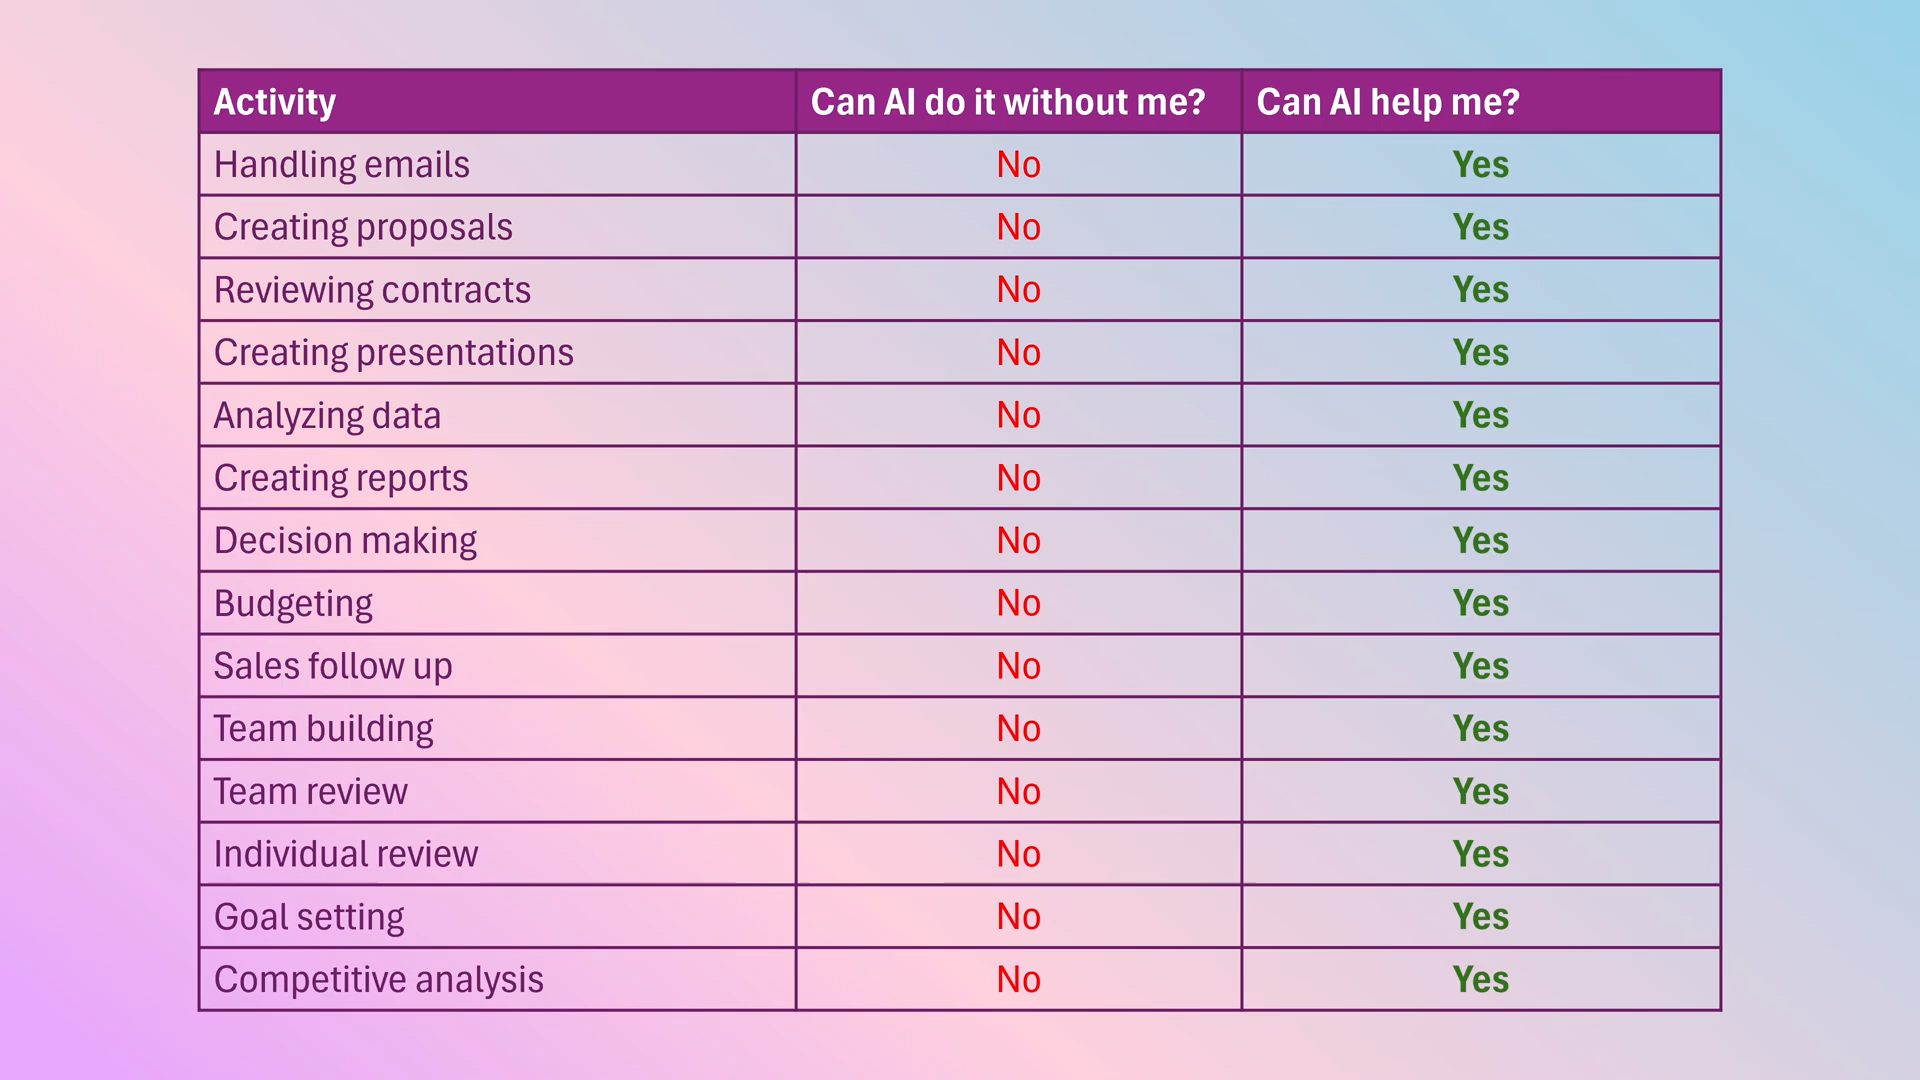 Activity Can AI do it without me? Can AI help me?
Handling emails No Yes
Creating proposals No Yes
Reviewing contracts No Yes
Creating presentations No Yes
Analyzing data No Yes
Creating reports No Yes
Decision making No Yes
Budgeting No Yes
Sales follow up No Yes
Team building No Yes
Team review No Yes
Individual review No Yes
Goal setting No Yes
Competitive analysis No Yes